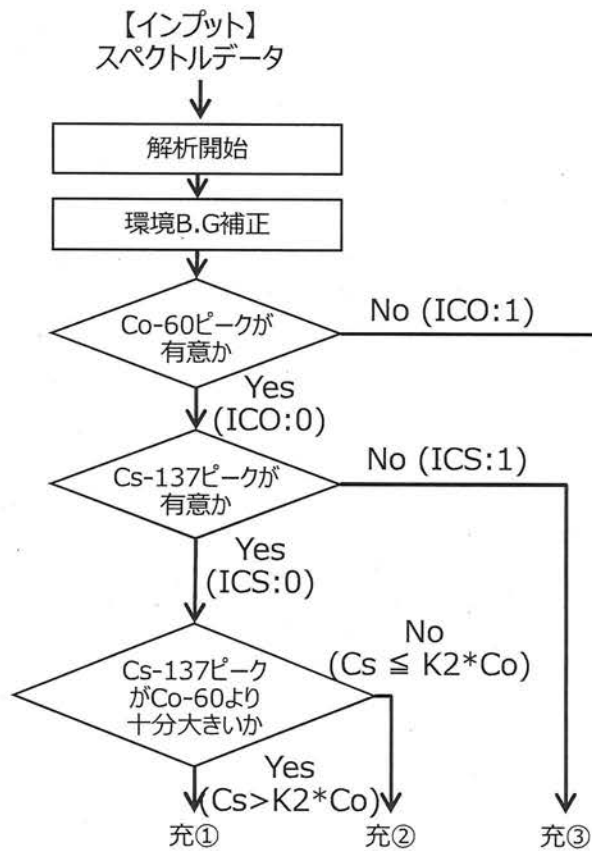 【インプット】
スペクトルデータ
解析開始
環境B.G補正
Co-60ピークが
有意か
No (ICO:1)
Yes
(ICO:0)
Cs-137ピークが
有意か
No (ICS:1)
Yes
(ICS:0)
Cs-137ピーク
がCo-60より
十分大きいか
No
(Cs ≦ K2*Co)
Yes
(Cs>K2*Co)
充①
充②
充③